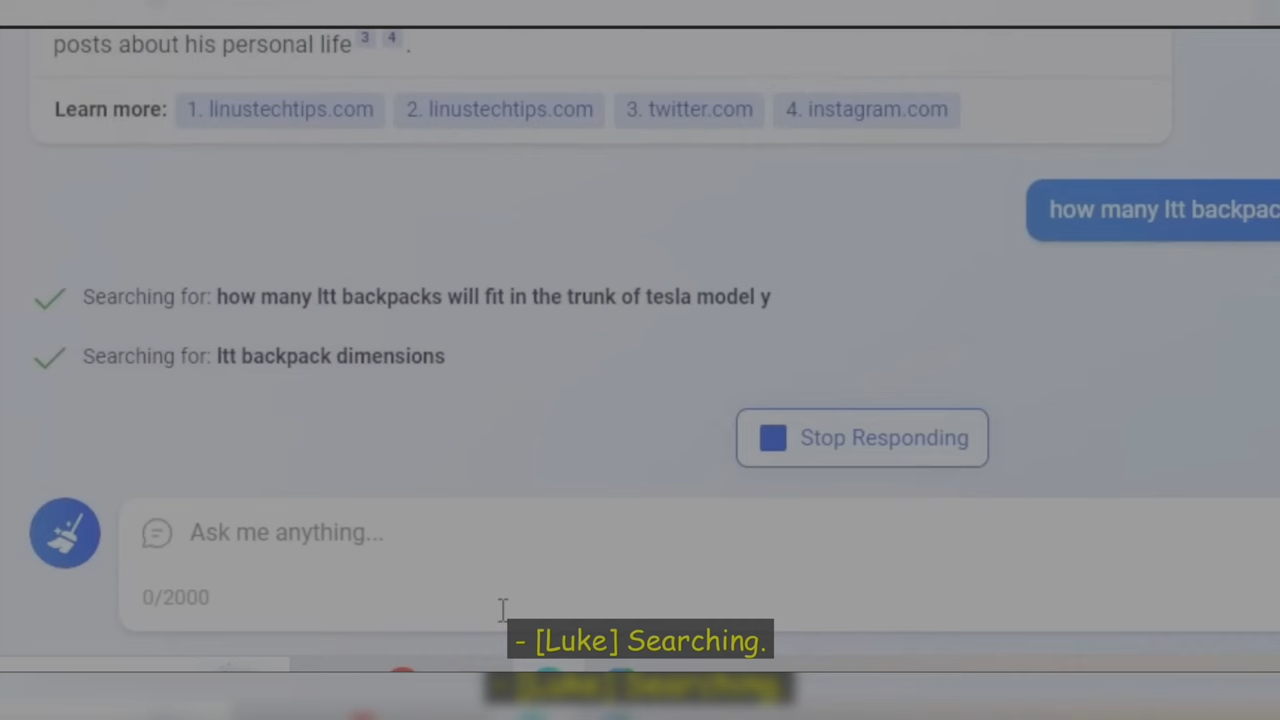 posts about his personal life 3 4 .
Learn more: 1. linustechtips.com 2. linustechtips.com 3. twitter.com 4. instagram.com
how many ltt backpac
Searching for: how many ltt backpacks will fit in the trunk of tesla model y
Searching for: ltt backpack dimensions
Stop Responding
Ask me anything...
0/2000
- [Luke] Searching.
[Luke] Searching